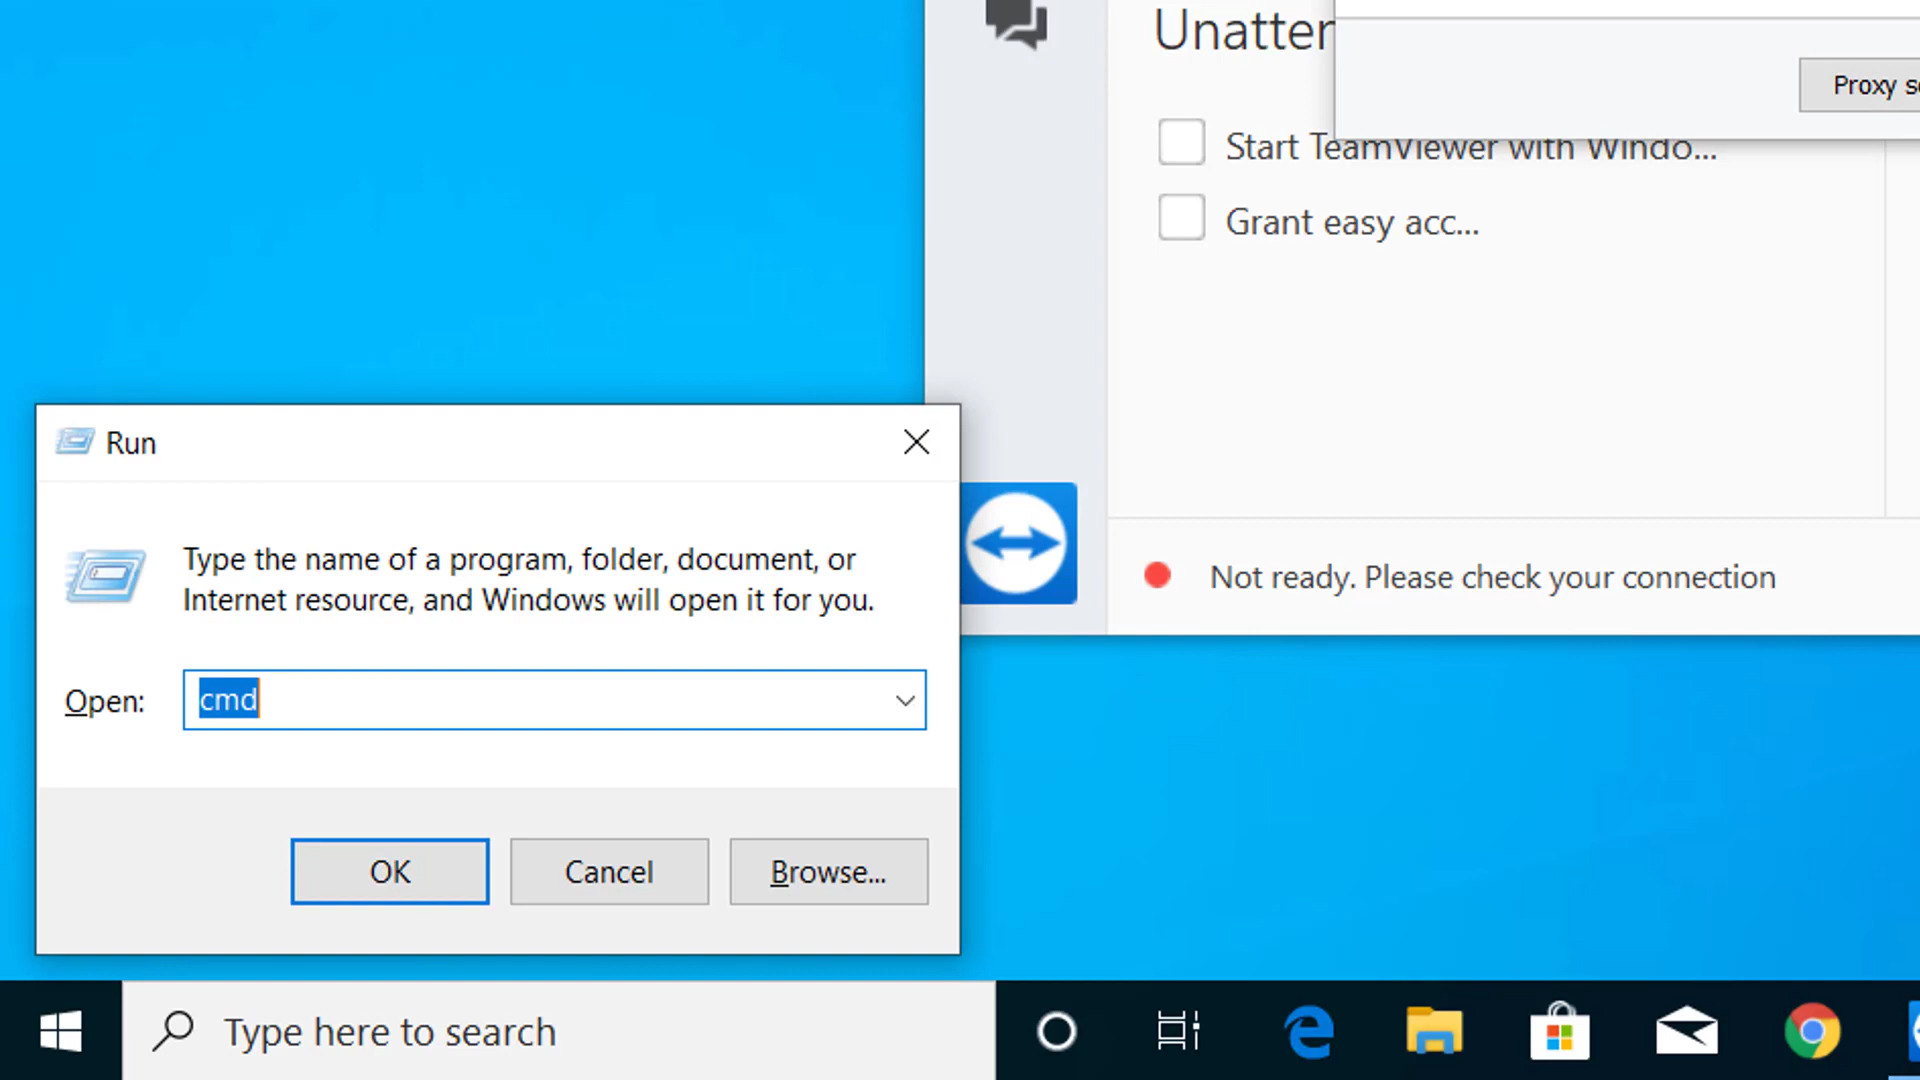 Unatten
Proxy se
Start TeamViewer with Windo...
Grant easy acc...
Not ready. Please check your connection
Run
Type the name of a program, folder, document, or
Internet resource, and Windows will open it for you.
Open: cmd
OK Cancel Browse...
Type here to search